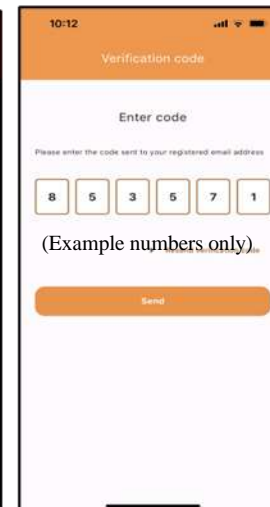 10:12
Verification code
Enter code
Please enter the code sent to your registered email address
8 5 3 5 7 1
(Example numbers only)
Send